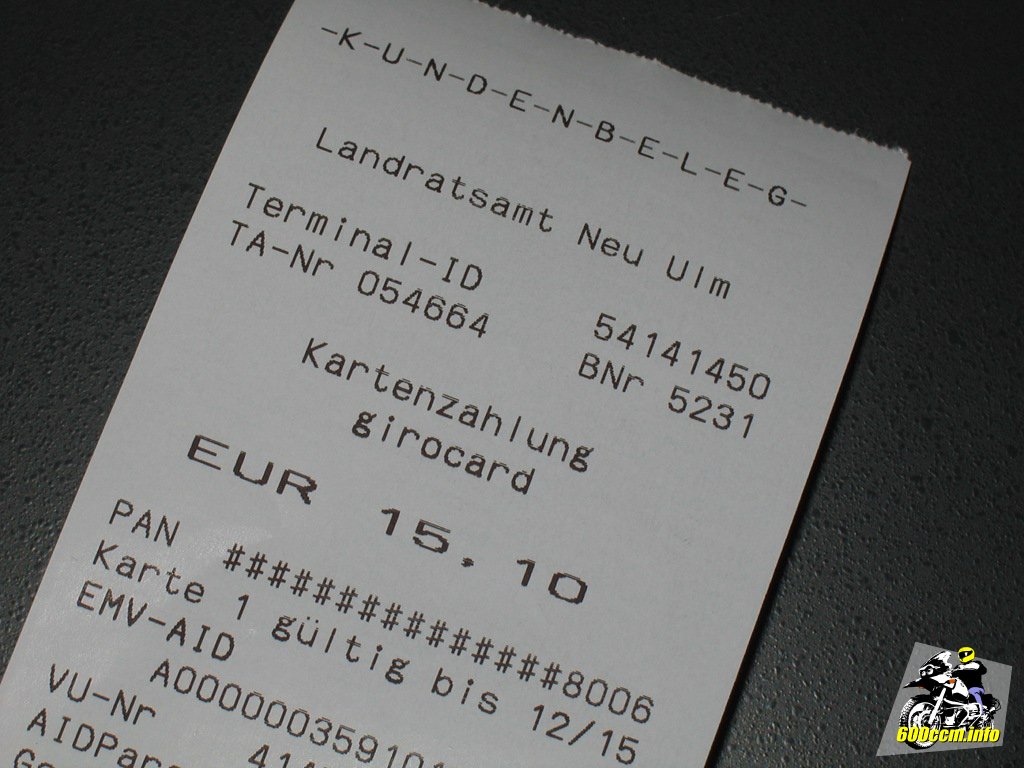 -K-U-N-D-E-N-B-E-L-E-G-
Landratsamt Neu Ulm
Terminal-ID 54141450
TA-Nr 054664 BNr 5231
Kartenzahlung
girocard
EUR 15,10
PAN ###############8006
Karte 1 gültig bis 12/15
EMV-AID
VU-Nr
600ccm.info